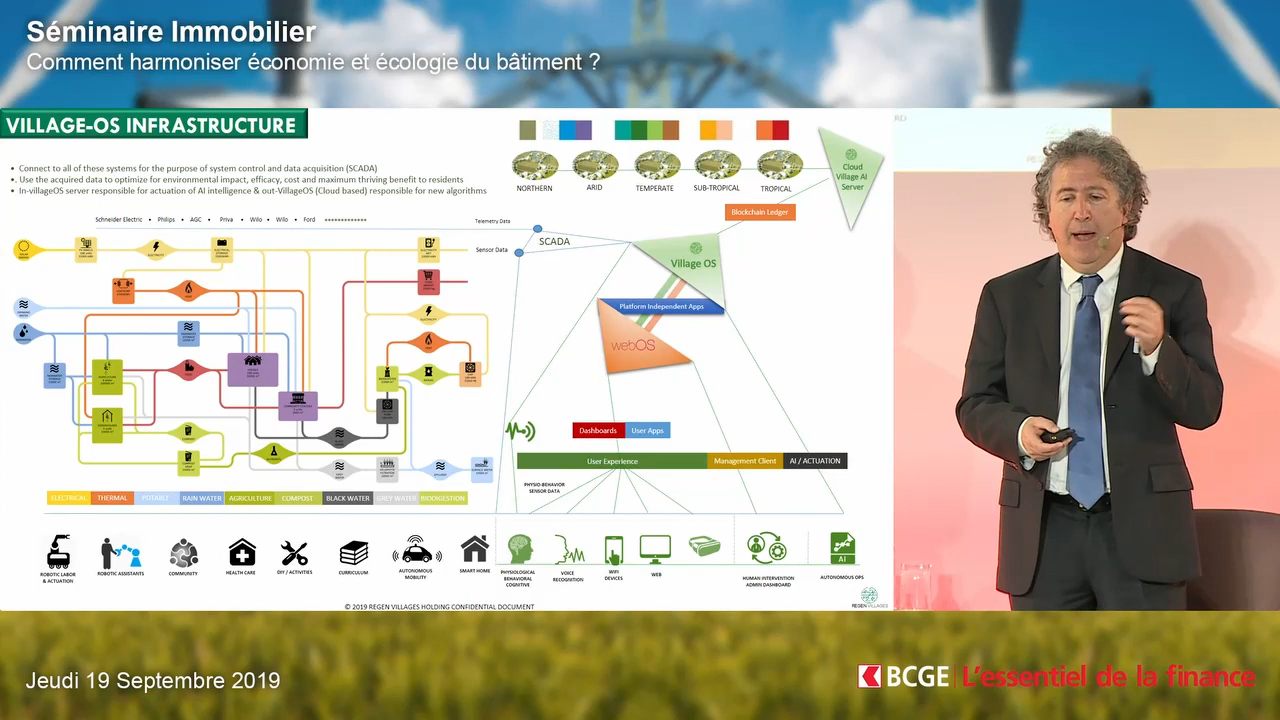 Séminaire Immobilier
Comment harmoniser économie et écologie du bâtiment ?
VILLAGE-OS INFRASTRUCTURE
• Connect to all of these systems for the purpose of system control and data acquisition (SCADA)
• Use the acquired data to optimize for environmental impact, efficacy, cost and maximum thriving benefit to residents
• In-villageOS server responsible for actuation of AI intelligence & out-VillageOS (Cloud based) responsible for new algorithms
Schneider Electric • Philips • AGC • Priva • Wilo • Wilo • Ford
NORTHERN
ARID
TEMPERATE
SUB-TROPICAL
TROPICAL
Cloud
Village AI
Server
Blockchain Ledger
Telemetry Data
Sensor Data
SCADA
Village OS
Platform Independent Apps
webOS
Dashboards
User Apps
User Experience
Management Client
AI / ACTUATION
PHYSIO-BEHAVIOR
SENSOR DATA
ELECTRICAL
THERMAL
POTABLE
RAIN WATER
AGRICULTURE
COMPOST
BLACK WATER
GREY WATER
BIODIGESTION
ROBOTIC LABOR
& ACTUATION
ROBOTIC ASSISTANTS
COMMUNITY
HEALTH CARE
DIY / ACTIVITIES
CURRICULUM
AUTONOMOUS
MOBILITY
SMART HOME
PHYSIOLOGICAL
BEHAVIORAL
COGNITIVE
VOICE
RECOGNITION
WIFI
DEVICES
WEB
HUMAN INTERVENTION
ADMIN DASHBOARD
AI
AUTONOMOUS OPS
© 2019 REGEN VILLAGES HOLDING CONFIDENTIAL DOCUMENT
REGEN VILLAGES
Jeudi 19 Septembre 2019
BCGE L'essentiel de la finance